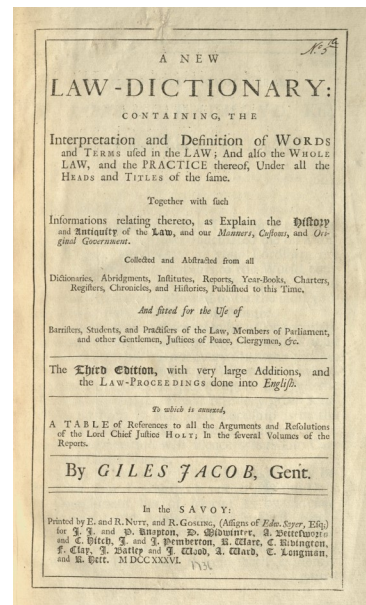 No. 5
A NEW
LAW-DICTIONARY:
CONTAINING, THE
Interpretation and Definition of WORDS
and TERMS uſed in the LAW; And alſo the WHOLE
LAW, and the PRACTICE thereof, Under all the
HEADS and TITLES of the ſame.
Together with ſuch
Informations relating thereto, as Explain the Hiſtory
and Antiquity of the Law, and our Manners, Cuſtoms, and Ori-
ginal Government.
Collected and Abſtracted from all
Dictionaries, Abridgments, Inſtitutes, Reports, Year-Books, Charters,
Regiſters, Chronicles, and Hiſtories, Publiſhed to this Time.
And fitted for the Uſe of
Barriſters, Students, and Practiſers of the Law, Members of Parliament,
and other Gentlemen, Juſtices of Peace, Clergymen, &c.
The Third Edition, with very large Additions, and
the LAW-PROCEEDINGS done into Engliſh.
To which is annexed,
A TABLE of References to all the Arguments and Reſolutions
of the Lord Chief Juſtice HOLT; In the ſeveral Volumes of the
Reports.
By GILES JACOB, Gent.
In the SAVOY:
Printed by E. and R. NUTT, and R. GOSLING, (Aſſigns of Edw. Sayer, Eſq;)
for J. J. and P. Knapton, D. Midwinter, A. Betteſworth
and C. Hitch, J. and J. Pemberton, R. Ware, C. Rivington,
F. Clay, J. Batley and J. Wood, A. Ward, T. Longman,
and R. Hett. M DCC XXXVI.
1736